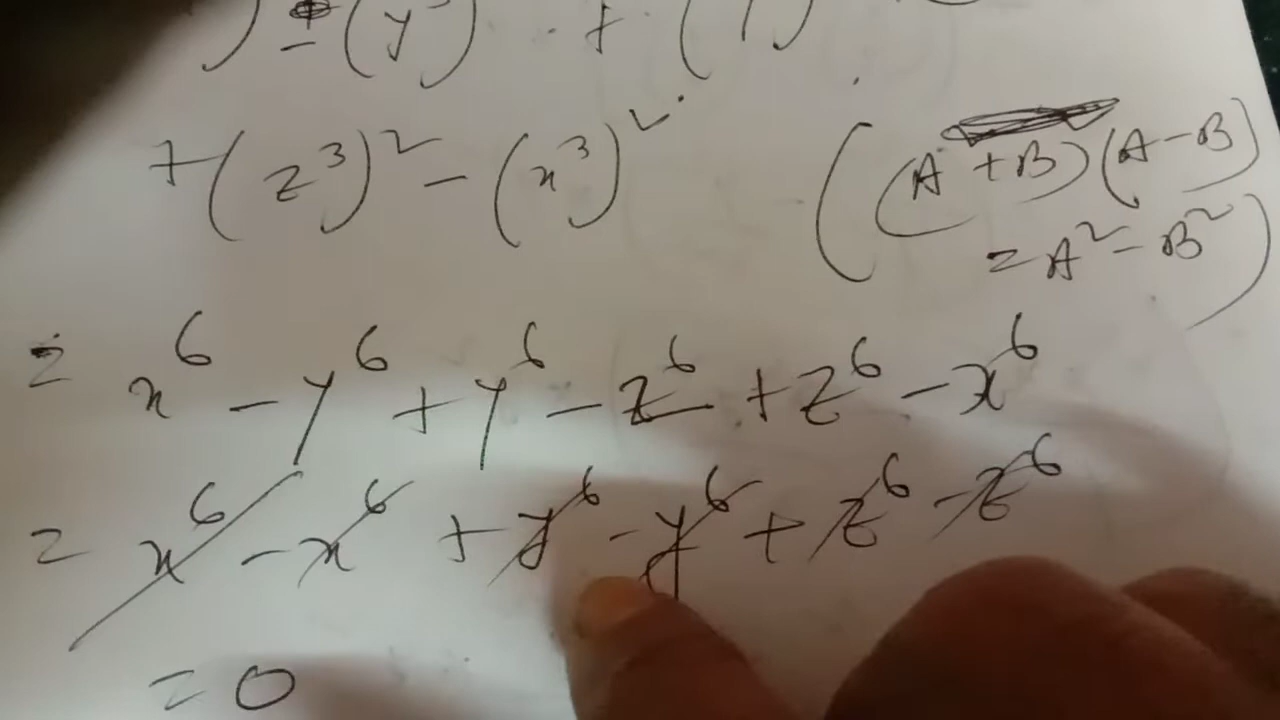 ) - (y ) + ( )
+ (z³)² - (x³)²
((A + B)(A - B)
= A² - B²)
= x⁶ - y⁶ + y⁶ - z⁶ + z⁶ - x⁶
= x⁶ - x⁶ + y⁶ - y⁶ + z⁶ - z⁶
= 0